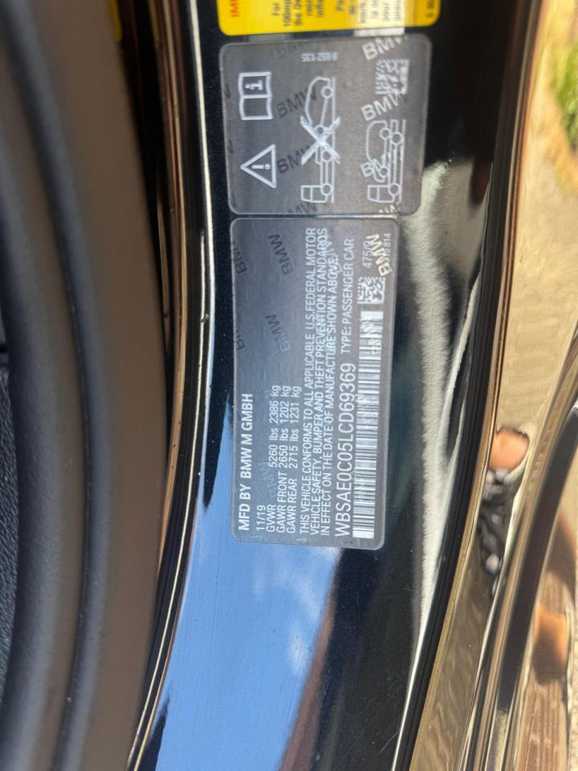 BMW
BMW
BMW
BMW
BMW
BMW
MFD BY BMW M GMBH
11/19
GVWR 5260 lbs 2386 kg
GAWR FRONT 2650 lbs 1202 kg
GAWR REAR 2715 lbs 1231 kg
THIS VEHICLE CONFORMS TO ALL APPLICABLE U.S. FEDERAL MOTOR
VEHICLE SAFETY, BUMPER AND THEFT PREVENTION STANDARDS
IN EFFECT ON THE DATE OF MANUFACTURE SHOWN ABOVE.
WBSAE0C05LCD69369 TYPE: PASSENGER CAR